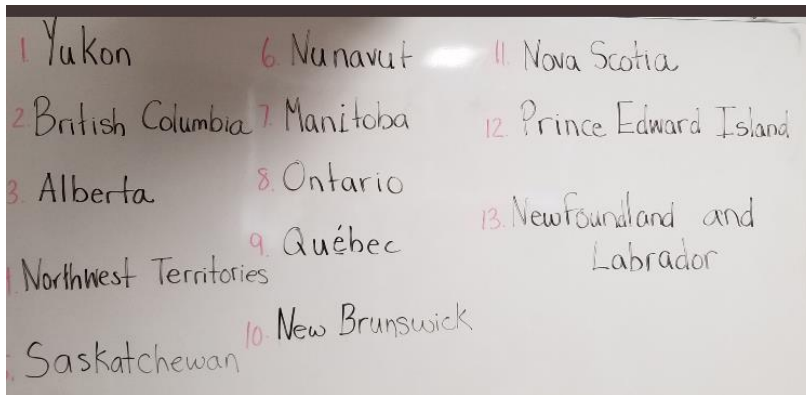 1. Yukon
2. British Columbia
3. Alberta
Northwest Territories
Saskatchewan
6. Nunavut
7. Manitoba
8. Ontario
9. Québec
10. New Brunswick
11. Nova Scotia
12. Prince Edward Island
13. Newfoundland and
Labrador